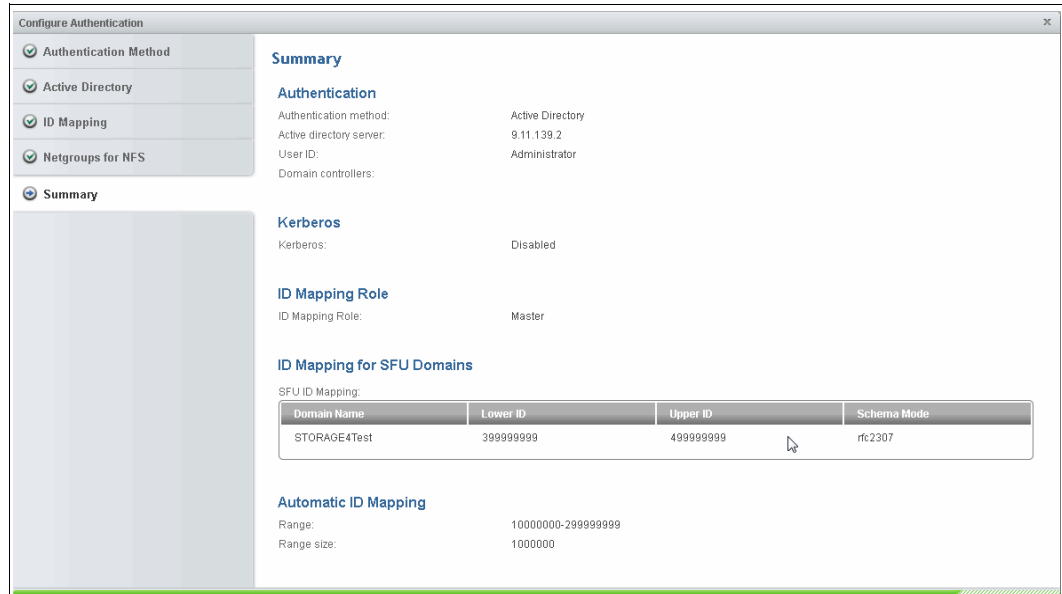 Configure Authentication x
Authentication Method
Active Directory
ID Mapping
Netgroups for NFS
Summary
Summary
Authentication
Authentication method: Active Directory
Active directory server: 9.11.139.2
User ID: Administrator
Domain controllers:
Kerberos
Kerberos: Disabled
ID Mapping Role
ID Mapping Role: Master
ID Mapping for SFU Domains
SFU ID Mapping:
Domain Name Lower ID Upper ID Schema Mode
STORAGE4Test 399999999 499999999 rfc2307
Automatic ID Mapping
Range: 10000000-299999999
Range size: 1000000